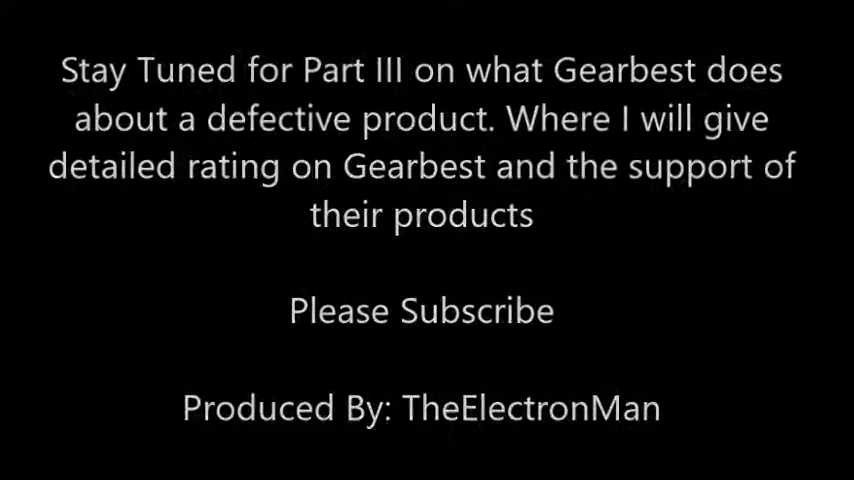 Stay Tuned for Part III on what Gearbest does
about a defective product. Where I will give
detailed rating on Gearbest and the support of
their products
Please Subscribe
Produced By: TheElectronMan